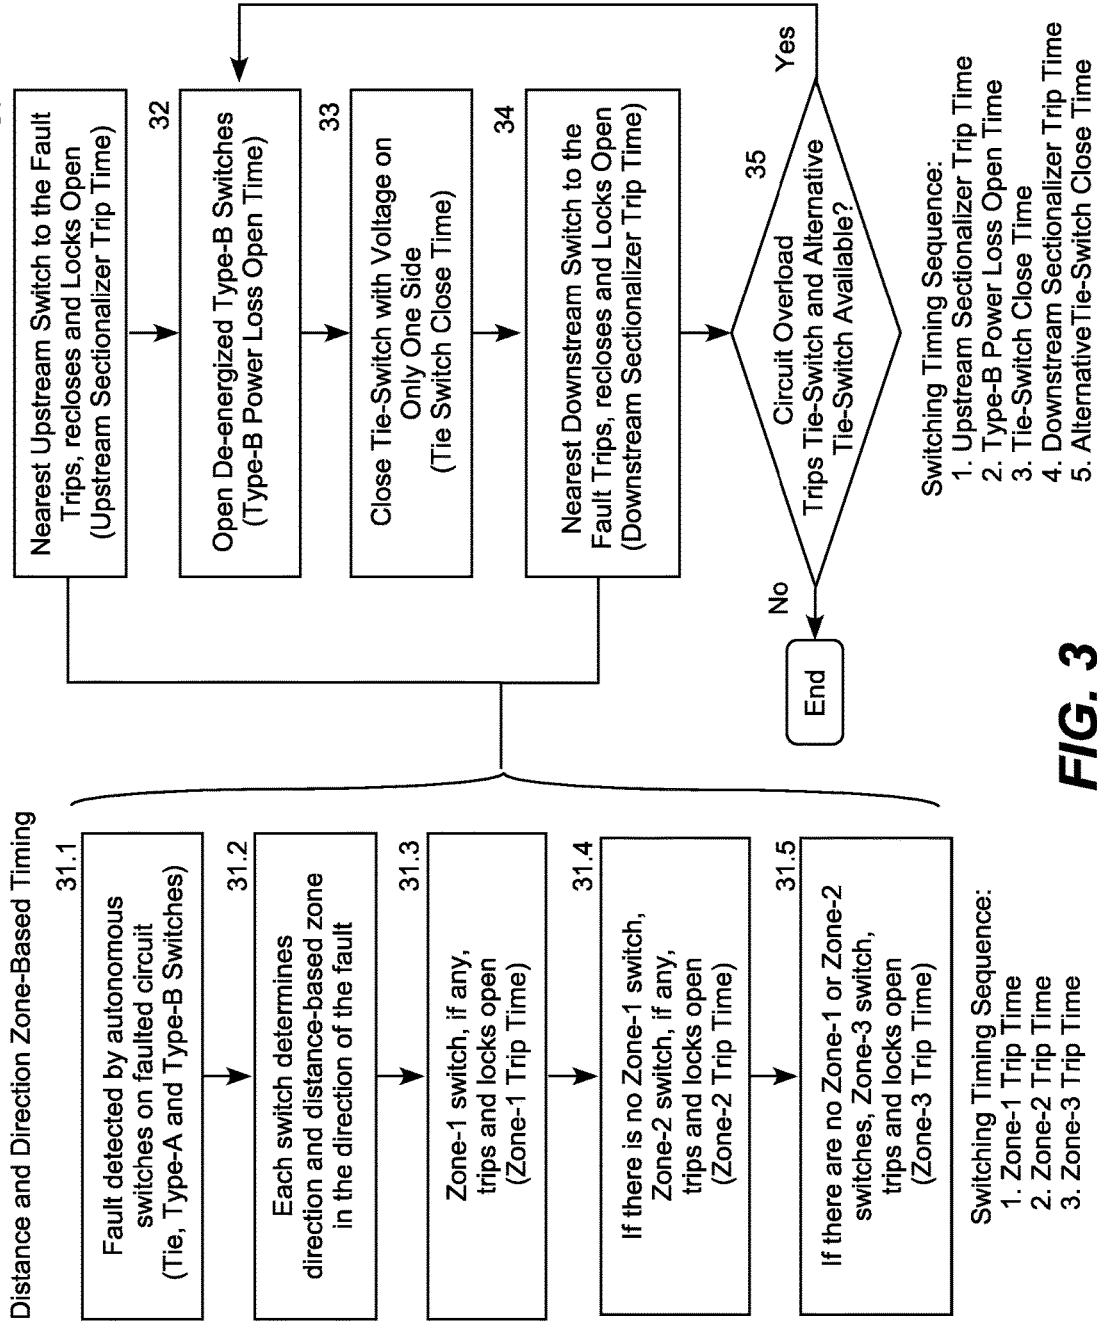 Distance and Direction Zone-Based Timing
31.1
Fault detected by autonomous
switches on faulted circuit
(Tie, Type-A and Type-B Switches)
31.2
Each switch determines
direction and distance-based zone
in the direction of the fault
31.3
Zone-1 switch, if any,
trips and locks open
(Zone-1 Trip Time)
31.4
If there is no Zone-1 switch,
Zone-2 switch, if any,
trips and locks open
(Zone-2 Trip Time)
31.5
If there are no Zone-1 or Zone-2
switches, Zone-3 switch,
trips and locks open
(Zone-3 Trip Time)
Switching Timing Sequence:
1. Zone-1 Trip Time
2. Zone-2 Trip Time
3. Zone-3 Trip Time
Nearest Upstream Switch to the Fault
Trips, recloses and Locks Open
(Upstream Sectionalizer Trip Time)
32
Open De-energized Type-B Switches
(Type-B Power Loss Open Time)
33
Close Tie-Switch with Voltage on
Only One Side
(Tie Switch Close Time)
34
Nearest Downstream Switch to the
Fault Trips, recloses and Locks Open
(Downstream Sectionalizer Trip Time)
35
Circuit Overload
Trips Tie-Switch and Alternative
Tie-Switch Available?
Yes
No
End
Switching Timing Sequence:
1. Upstream Sectionalizer Trip Time
2. Type-B Power Loss Open Time
3. Tie-Switch Close Time
4. Downstream Sectionalizer Trip Time
5. AlternativeTie-Switch Close Time
FIG. 3